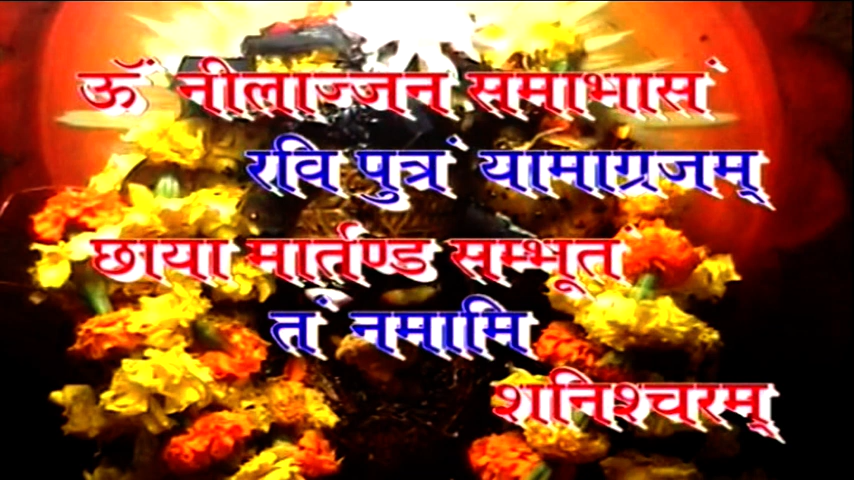 ॐ नीलाज्जन समाभासं
रवि पुत्रं यामाग्रजम्
छाया मार्तण्ड सम्भूतं
तं नमामि
शनिश्चरम्